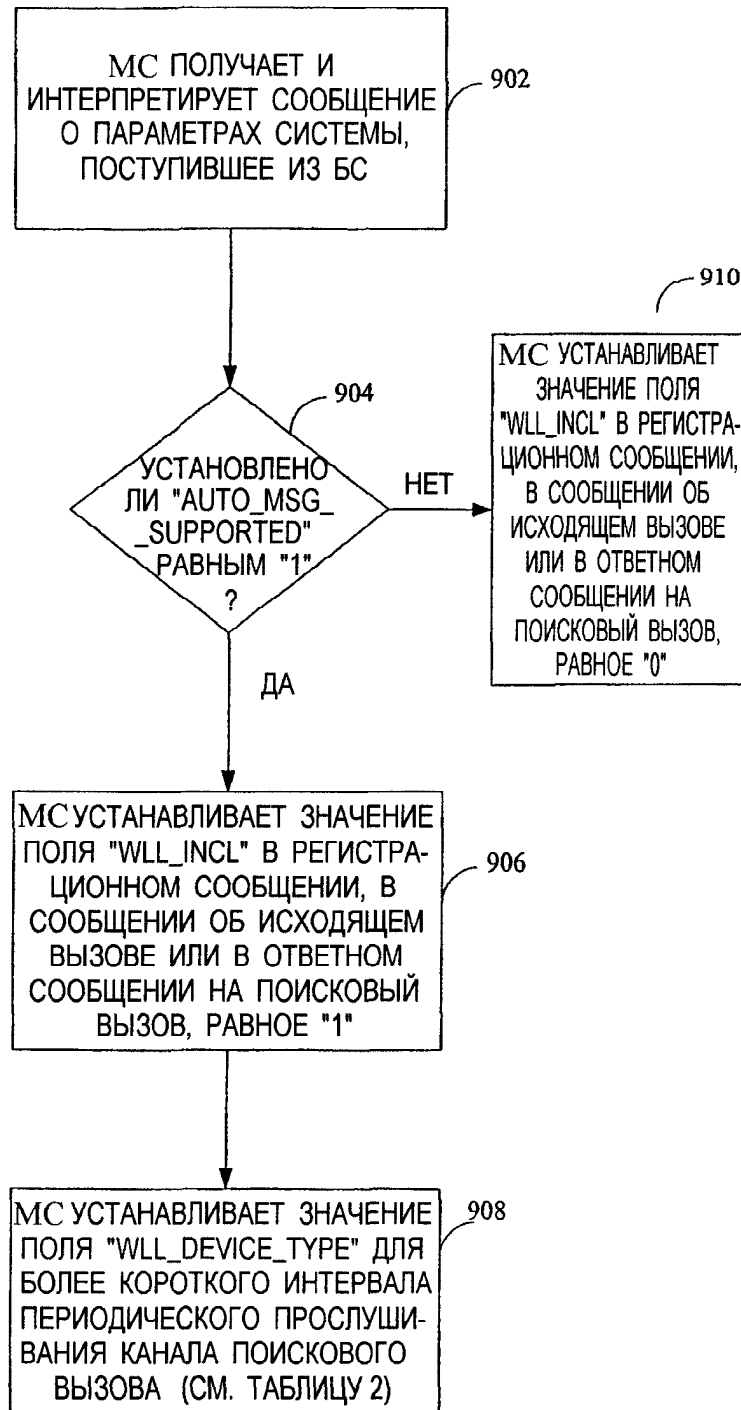 МС ПОЛУЧАЕТ И
ИНТЕРПРЕТИРУЕТ СООБЩЕНИЕ
О ПАРАМЕТРАХ СИСТЕМЫ,
ПОСТУПИВШЕЕ ИЗ БС
902
904
УСТАНОВЛЕНО
ЛИ "AUTO_MSG_
_SUPPORTED"
РАВНЫМ "1"
?
НЕТ
ДА
910
МС УСТАНАВЛИВАЕТ
ЗНАЧЕНИЕ ПОЛЯ
"WLL_INCL" В РЕГИСТРА-
ЦИОННОМ СООБЩЕНИИ,
В СООБЩЕНИИ ОБ
ИСХОДЯЩЕМ ВЫЗОВЕ
ИЛИ В ОТВЕТНОМ
СООБЩЕНИИ НА
ПОИСКОВЫЙ ВЫЗОВ,
РАВНОЕ "0"
МС УСТАНАВЛИВАЕТ ЗНАЧЕНИЕ
ПОЛЯ "WLL_INCL" В РЕГИСТРА-
ЦИОННОМ СООБЩЕНИИ, В
СООБЩЕНИИ ОБ ИСХОДЯЩЕМ
ВЫЗОВЕ ИЛИ В ОТВЕТНОМ
СООБЩЕНИИ НА ПОИСКОВЫЙ
ВЫЗОВ, РАВНОЕ "1"
906
МС УСТАНАВЛИВАЕТ ЗНАЧЕНИЕ
ПОЛЯ "WLL_DEVICE_TYPE" ДЛЯ
БОЛЕЕ КОРОТКОГО ИНТЕРВАЛА
ПЕРИОДИЧЕСКОГО ПРОСЛУШИ-
ВАНИЯ КАНАЛА ПОИСКОВОГО
ВЫЗОВА (СМ. ТАБЛИЦУ 2)
908